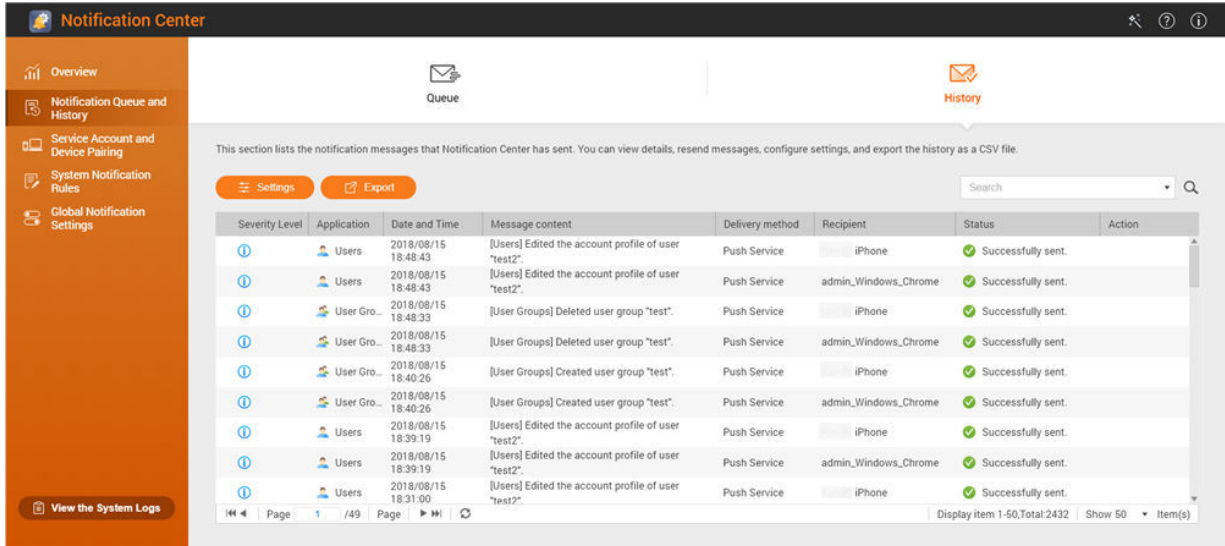 Notification Center
Overview
Notification Queue and
History
Service Account and
Device Pairing
System Notification
Rules
Global Notification
Settings
View the System Logs
Queue
History
This section lists the notification messages that Notification Center has sent. You can view details, resend messages, configure settings, and export the history as a CSV file.
Settings Export Search
Severity Level Application Date and Time Message content Delivery method Recipient Status Action
Users 2018/08/15 18:48:43 [Users] Edited the account profile of user "test2". Push Service iPhone Successfully sent.
Users 2018/08/15 18:48:43 [Users] Edited the account profile of user "test2". Push Service admin_Windows_Chrome Successfully sent.
User Gro... 2018/08/15 18:48:33 [User Groups] Deleted user group "test". Push Service iPhone Successfully sent.
User Gro... 2018/08/15 18:48:33 [User Groups] Deleted user group "test". Push Service admin_Windows_Chrome Successfully sent.
User Gro... 2018/08/15 18:40:26 [User Groups] Created user group "test". Push Service iPhone Successfully sent.
User Gro... 2018/08/15 18:40:26 [User Groups] Created user group "test". Push Service admin_Windows_Chrome Successfully sent.
Users 2018/08/15 18:39:19 [Users] Edited the account profile of user "test2". Push Service iPhone Successfully sent.
Users 2018/08/15 18:39:19 [Users] Edited the account profile of user "test2". Push Service admin_Windows_Chrome Successfully sent.
Users 2018/08/15 18:31:00 [Users] Edited the account profile of user "test2" Push Service iPhone Successfully sent.
Page 1 /49 Page Display item 1-50,Total:2432 Show 50 Item(s)